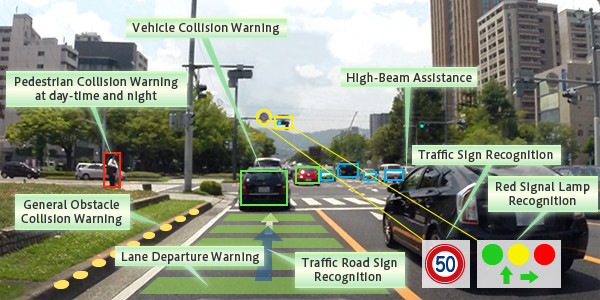 Vehicle Collision Warning
Pedestrian Collision Warning
at day-time and night
High-Beam Assistance
Traffic Sign Recognition
Red Signal Lamp
Recognition
General Obstacle
Collision Warning
Lane Departure Warning
Traffic Road Sign
Recognition
50